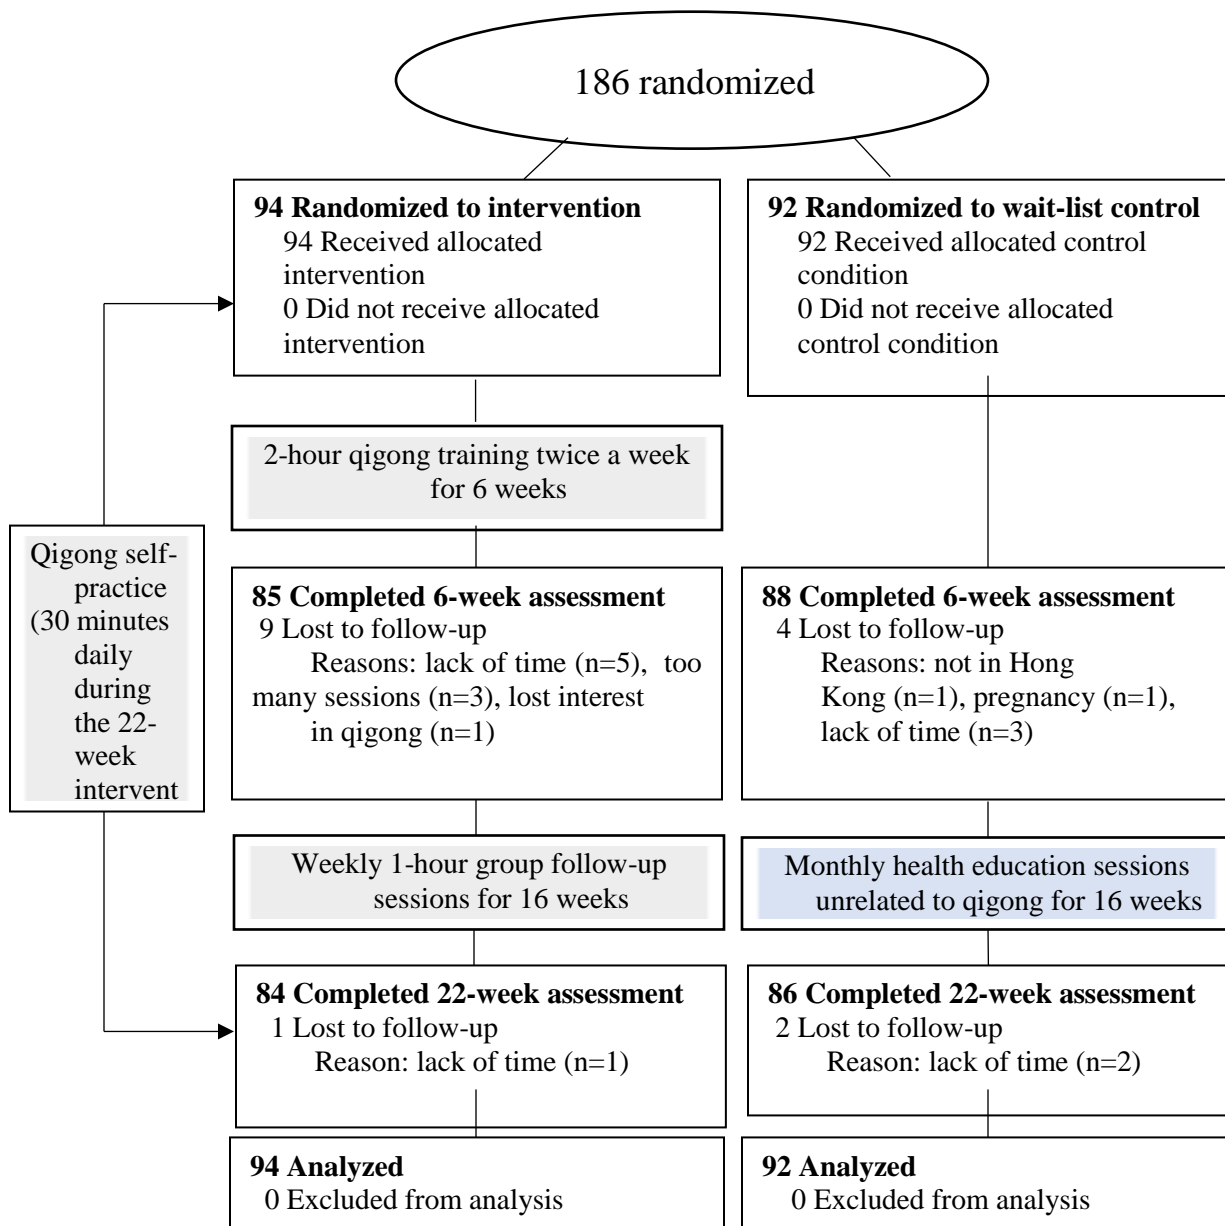 186 randomized
94 Randomized to intervention
94 Received allocated
intervention
0 Did not receive allocated
intervention
92 Randomized to wait-list control
92 Received allocated control
condition
0 Did not receive allocated
control condition
2-hour qigong training twice a week
for 6 weeks
Qigong self-
practice
(30 minutes
daily
during
the 22-
week
intervent
85 Completed 6-week assessment
9 Lost to follow-up
Reasons: lack of time (n=5), too
many sessions (n=3), lost interest
in qigong (n=1)
88 Completed 6-week assessment
4 Lost to follow-up
Reasons: not in Hong
Kong (n=1), pregnancy (n=1),
lack of time (n=3)
Weekly 1-hour group follow-up
sessions for 16 weeks
Monthly health education sessions
unrelated to qigong for 16 weeks
84 Completed 22-week assessment
1 Lost to follow-up
Reason: lack of time (n=1)
86 Completed 22-week assessment
2 Lost to follow-up
Reason: lack of time (n=2)
94 Analyzed
0 Excluded from analysis
92 Analyzed
0 Excluded from analysis